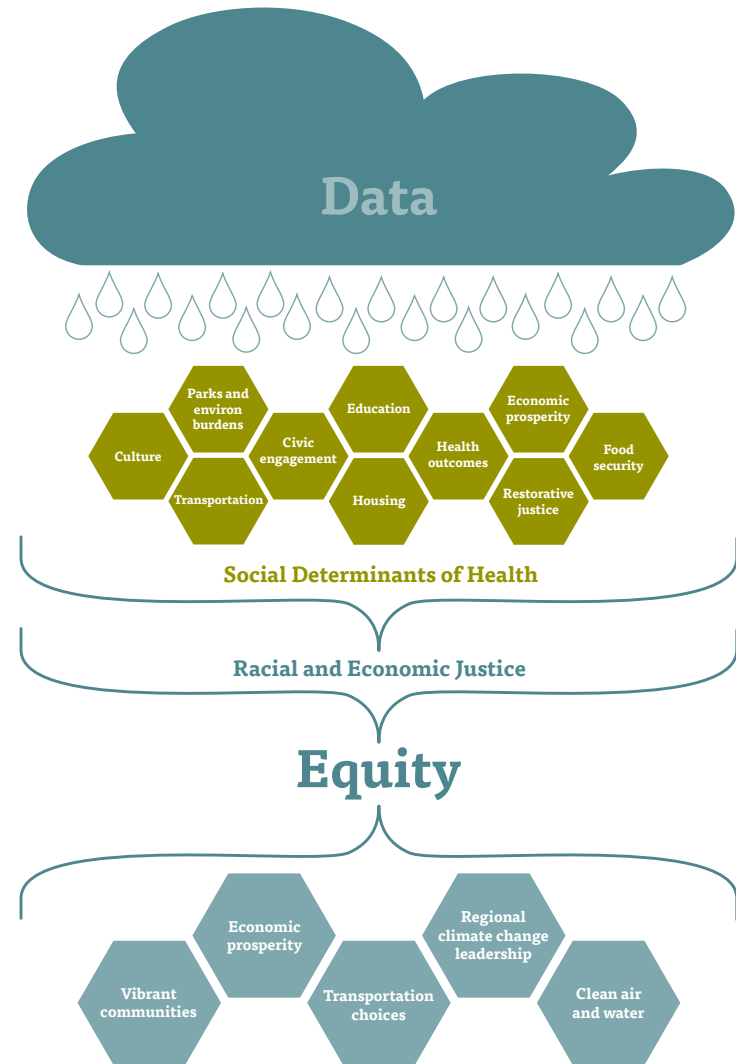 Data
Parks and
environ
burdens
Education
Economic
prosperity
Culture
Civic
engagement
Health
outcomes
Food
security
Transportation
Housing
Restorative
justice
Social Determinants of Health
Racial and Economic Justice
Equity
Economic
prosperity
Regional
climate change
leadership
Vibrant
communities
Transportation
choices
Clean air
and water